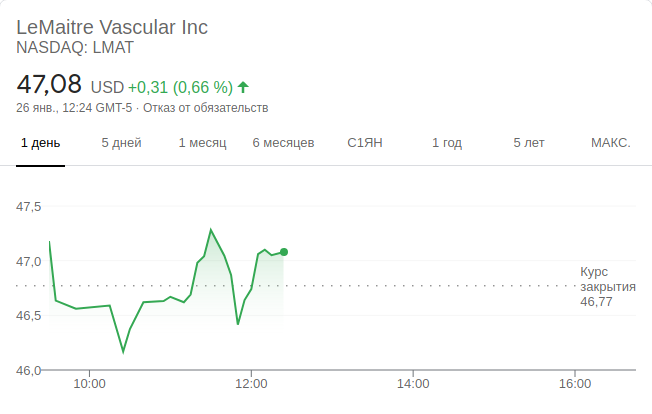 LeMaitre Vascular Inc
NASDAQ: LMAT
47,08 USD +0,31 (0,66 %)
26 янв., 12:24 GMT-5 · Отказ от обязательств
1 день 5 дней 1 месяц 6 месяцев С1ЯН 1 год 5 лет МАКС.
47,5
47,0
Курс
закрытия
46,77
46,5
46,0
10:00 12:00 14:00 16:00